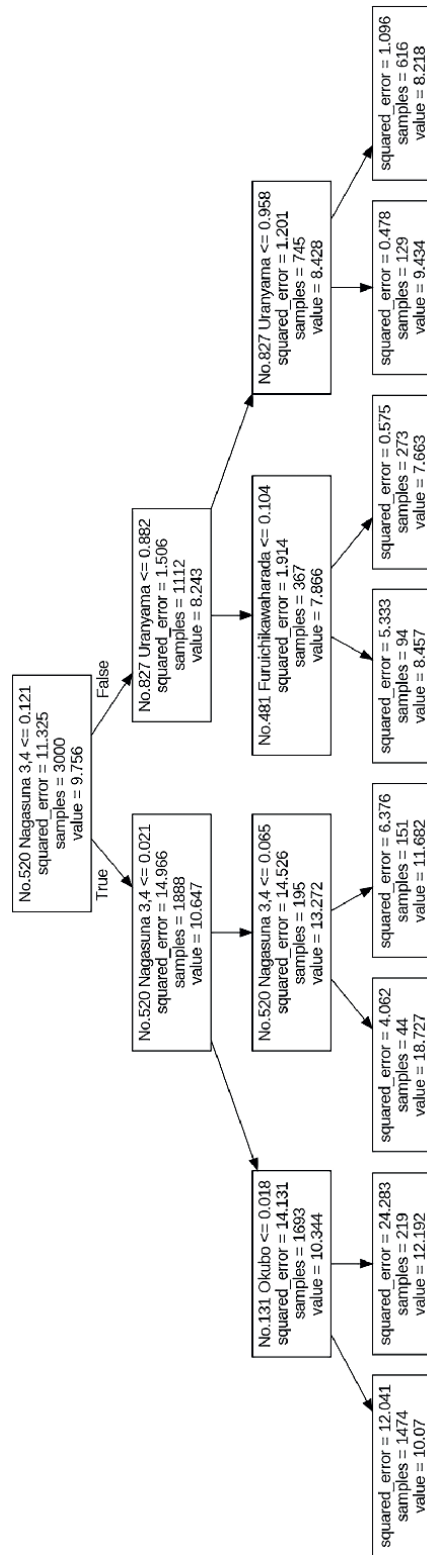 No.520 Nagasuna 3,4 <= 0.121
squared_error = 11.325
samples = 3000
value = 9.756
True
False
No.520 Nagasuna 3,4 <= 0.021
squared_error = 14.966
samples = 1888
value = 10.647
No.827 Uranyama <= 0.882
squared_error = 1.506
samples = 1112
value = 8.243
No.131 Okubo <= 0.018
squared_error = 14.131
samples = 1693
value = 10.344
No.520 Nagasuna 3,4 <= 0.065
squared_error = 14.526
samples = 195
value = 13.272
No.481 Furuichikawaharada <= 0.104
squared_error = 1.914
samples = 367
value = 7.866
No.827 Uranyama <= 0.958
squared_error = 1.201
samples = 745
value = 8.428
squared_error = 12.041
samples = 1474
value = 10.07
squared_error = 24.283
samples = 219
value = 12.192
squared_error = 4.062
samples = 44
value = 18.727
squared_error = 6.376
samples = 151
value = 11.682
squared_error = 5.333
samples = 94
value = 8.457
squared_error = 0.575
samples = 273
value = 7.663
squared_error = 0.478
samples = 129
value = 9.434
squared_error = 1.096
samples = 616
value = 8.218